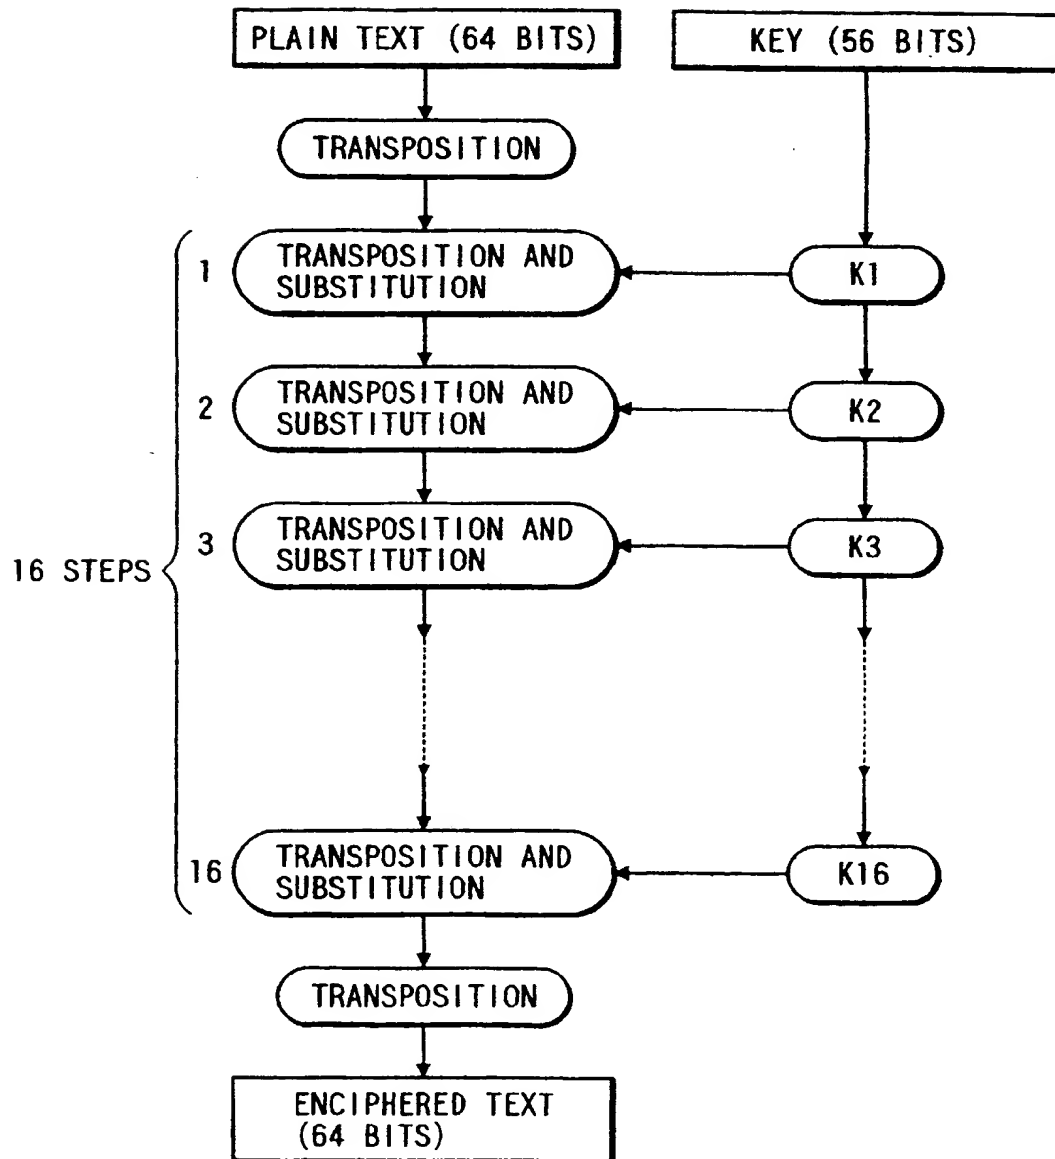 PLAIN TEXT (64 BITS)
KEY (56 BITS)
TRANSPOSITION
1
TRANSPOSITION AND
SUBSTITUTION
K1
2
TRANSPOSITION AND
SUBSTITUTION
K2
3
TRANSPOSITION AND
SUBSTITUTION
K3
16 STEPS
16
TRANSPOSITION AND
SUBSTITUTION
K16
TRANSPOSITION
ENCIPHERED TEXT
(64 BITS)